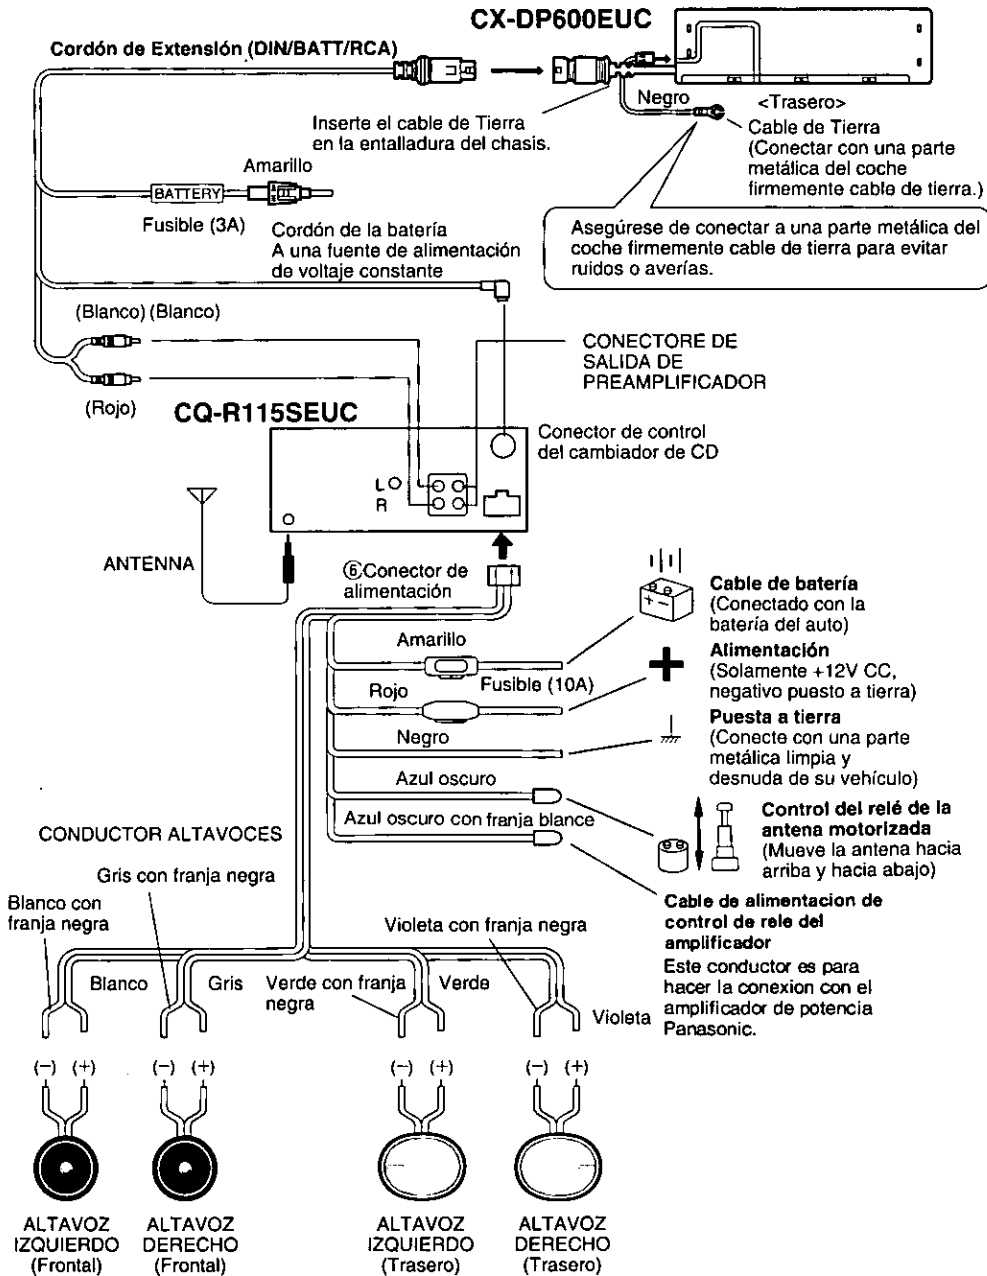 CX-DP600EUC
Cordón de Extensión (DIN/BATT/RCA)
Negro
<Trasero>
Inserte el cable de Tierra
en la entalladura del chasis.
Cable de Tierra
(Conectar con una parte
metálica del coche
firmemente cable de tierra.)
Amarillo
BATTERY
Fusible (3A)
Asegúrese de conectar a una parte metálica del
coche firmemente cable de tierra para evitar
ruidos o averías.
Cordón de la batería
A una fuente de alimentación
de voltaje constante
(Blanco) (Blanco)
(Rojo)
CONECTORE DE
SALIDA DE
PREAMPLIFICADOR
CQ-R115SEUC
Conector de control
del cambiador de CD
L
R
ANTENNA
⑥Conector de
alimentación
Amarillo
Fusible (10A)
Rojo
Negro
Azul oscuro
Azul oscuro con franja blance
Cable de batería
(Conectado con la
batería del auto)
Alimentación
(Solamente +12V CC,
negativo puesto a tierra)
Puesta a tierra
(Conecte con una parte
metálica limpia y
desnuda de su vehículo)
Control del relé de la
antena motorizada
(Mueve la antena hacia
arriba y hacia abajo)
Cable de alimentacion de
control de rele del
amplificador
Este conductor es para
hacer la conexion con el
amplificador de potencia
Panasonic.
CONDUCTOR ALTAVOCES
Gris con franja negra
Blanco con
franja negra
Violeta con franja negra
Blanco
Gris
Verde con franja
negra
Verde
Violeta
(−) (+)
(−) (+)
(−) (+)
(−) (+)
ALTAVOZ
IZQUIERDO
(Frontal)
ALTAVOZ
DERECHO
(Frontal)
ALTAVOZ
IZQUIERDO
(Trasero)
ALTAVOZ
DERECHO
(Trasero)